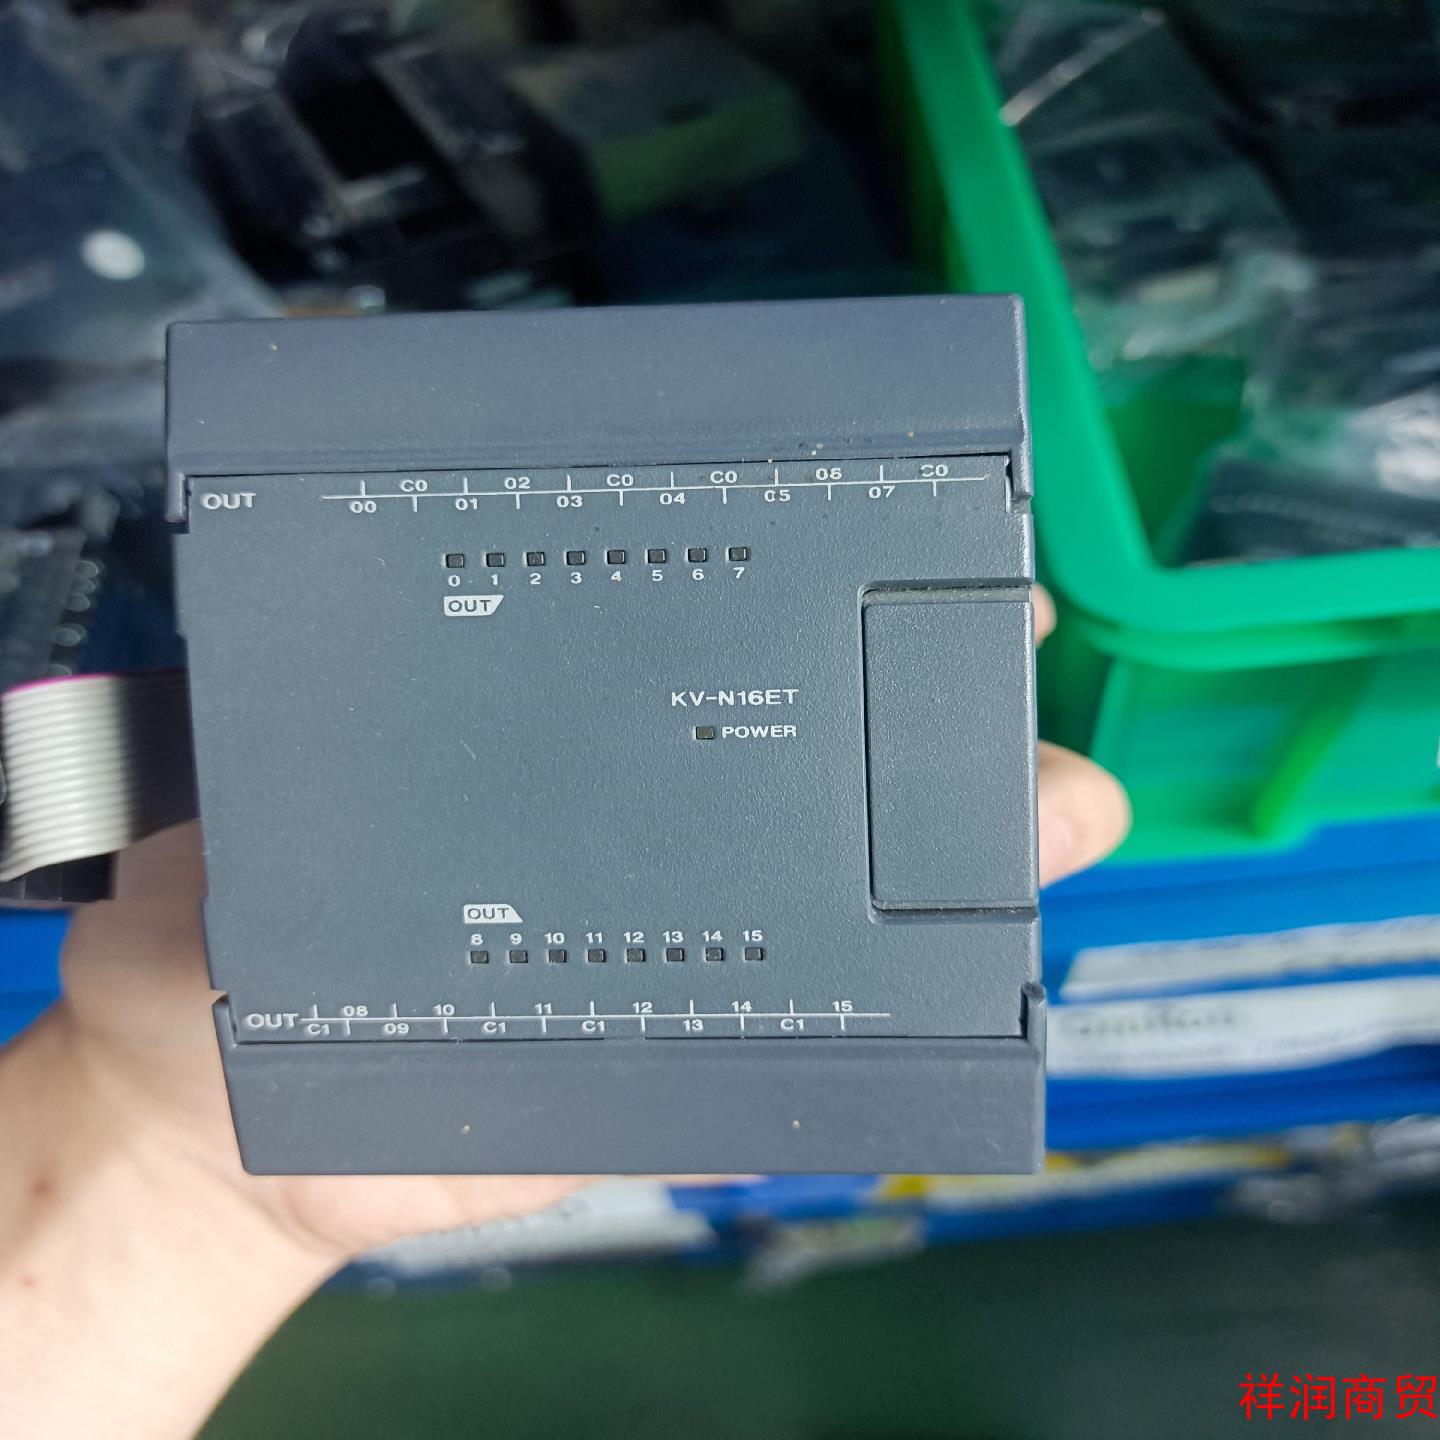 C0 02 C0 C0 06 C0
OUT 00 01 03 04 05 07
0 1 2 3 4 5 6 7
OUT
KV-N16ET
POWER
OUT
8 9 10 11 12 13 14 15
08 10 11 12 14 15
OUT C1 09 C1 C1 13 C1
祥润商贸